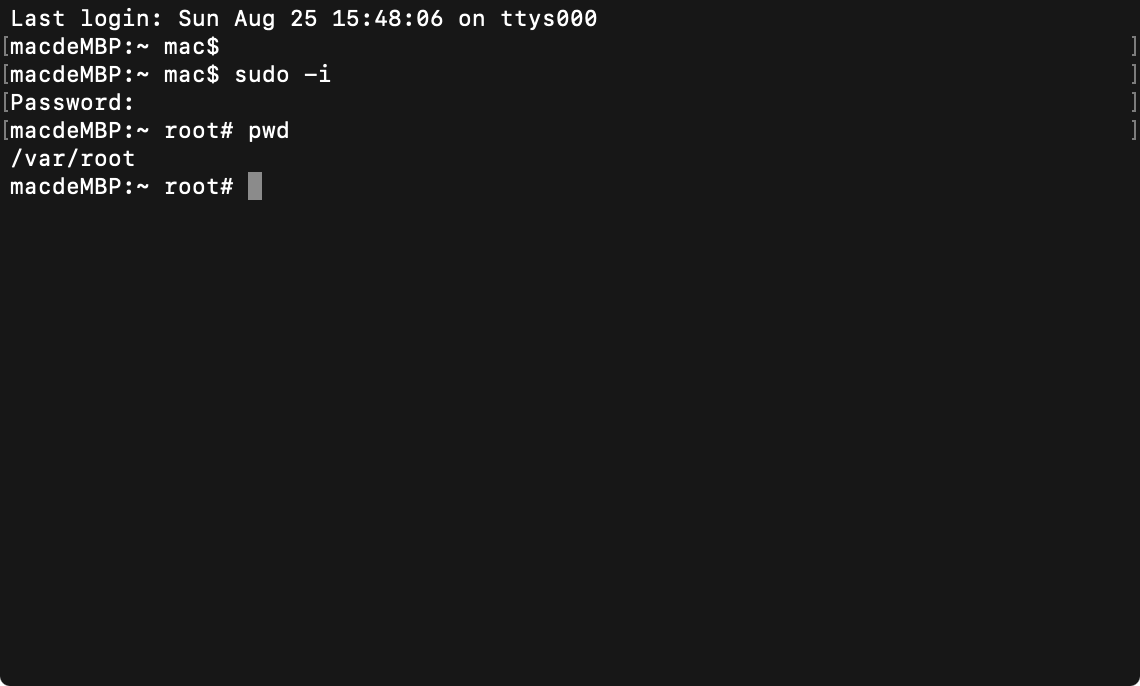 Last login: Sun Aug 25 15:48:06 on ttys000
[macdeMBP:~ mac$ ]
[macdeMBP:~ mac$ sudo -i ]
[Password: ]
[macdeMBP:~ root# pwd ]
/var/root
macdeMBP:~ root#